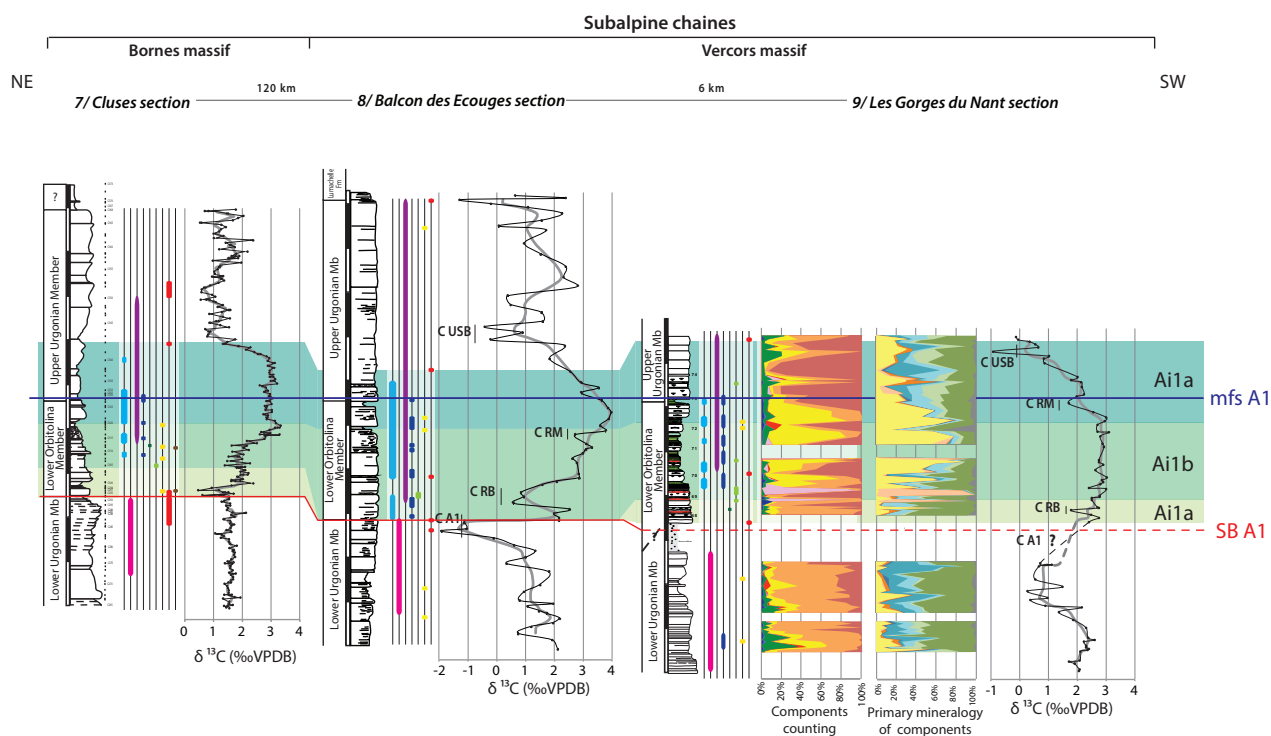 Subalpine chaines
Bornes massif
Vercors massif
NE
SW
120 km
6 km
7/ Cluses section
8/ Balcon des Ecouges section
9/ Les Gorges du Nant section
?
Upper Urgonian Member
Lower Orbitolina
Member
Lower Urgonian Mb
0 1 2 3 4
δ 13C (‰VPDB)
Lumachelle
Fm
Upper Urgonian Mb
Lower Orbitolina
Member
Lower Urgonian Mb
C USB
C RM
C RB
C A1
-2 -1 0 1 2 3 4
δ 13C (‰VPDB)
Upper
Urgonian Mb
Lower Orbitolina
Member
?
Lower Urgonian Mb
74
72
71
70
69
0% 20% 40% 60% 80% 100%
Components
counting
0% 20% 40% 60% 80% 100%
Primary mineralogy
of components
C USB
C RM
C RB
C A1 ?
-1 0 1 2 3 4
δ 13C (‰VPDB)
Ai1a
mfs A1
Ai1b
Ai1a
SB A1